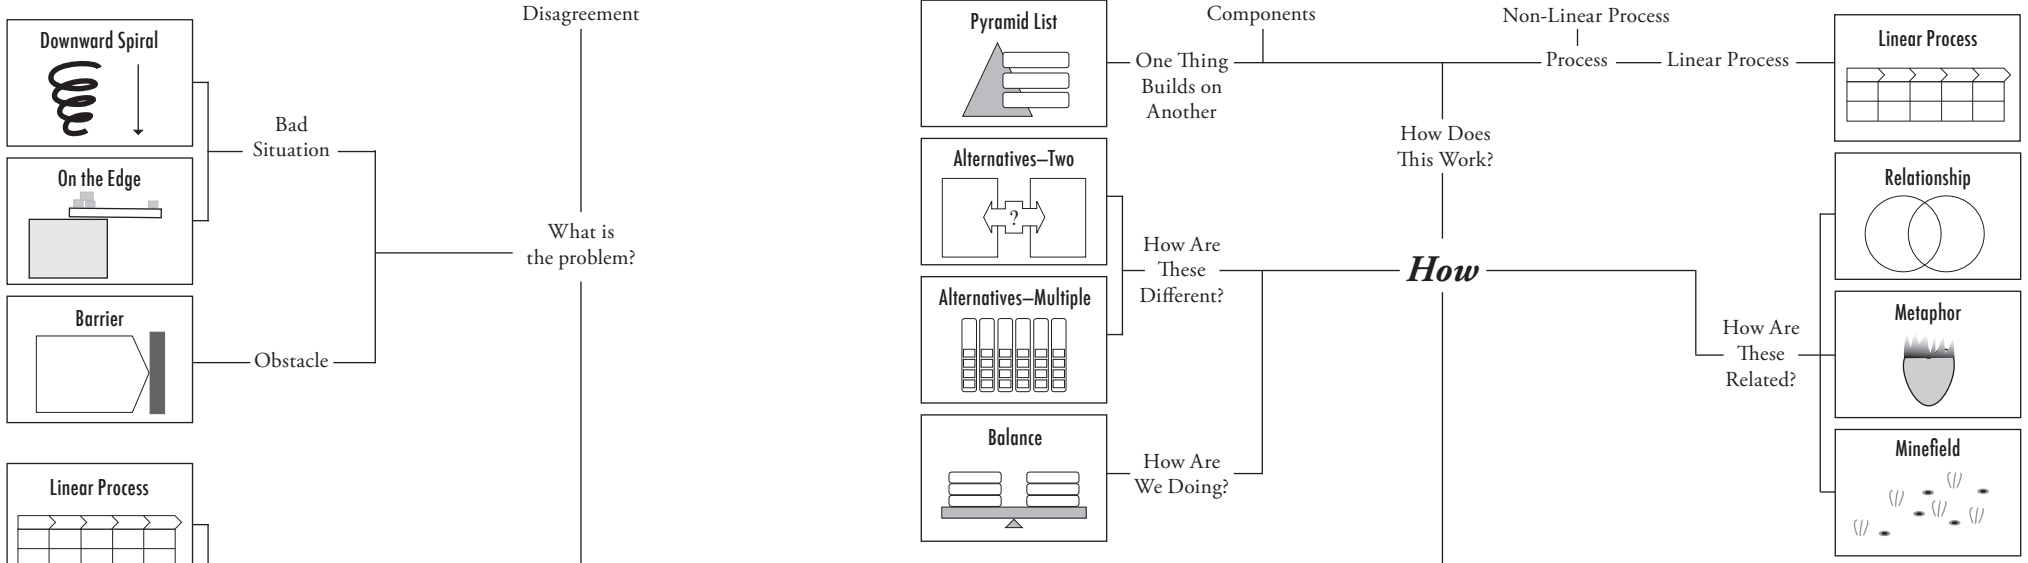 Disagreement
Downward Spiral
Bad
Situation
On the Edge
What is
the problem?
Barrier
Obstacle
Linear Process
Pyramid List
Components
Non-Linear Process
One Thing
Builds on
Another
Process
Linear Process
Linear Process
How Does
This Work?
Alternatives–Two
?
How Are
These
Different?
How
Relationship
Alternatives–Multiple
How Are
These
Related?
Metaphor
Balance
How Are
We Doing?
Minefield